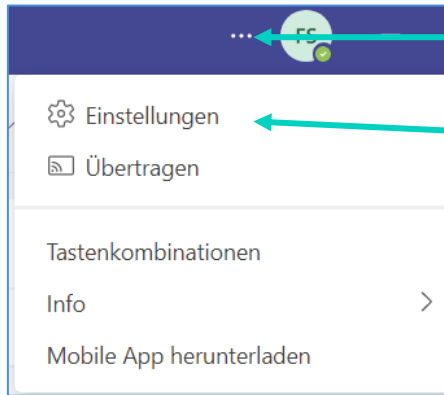 ... FS
Einstellungen
Übertragen
Tastenkombinationen
Info
Mobile App herunterladen